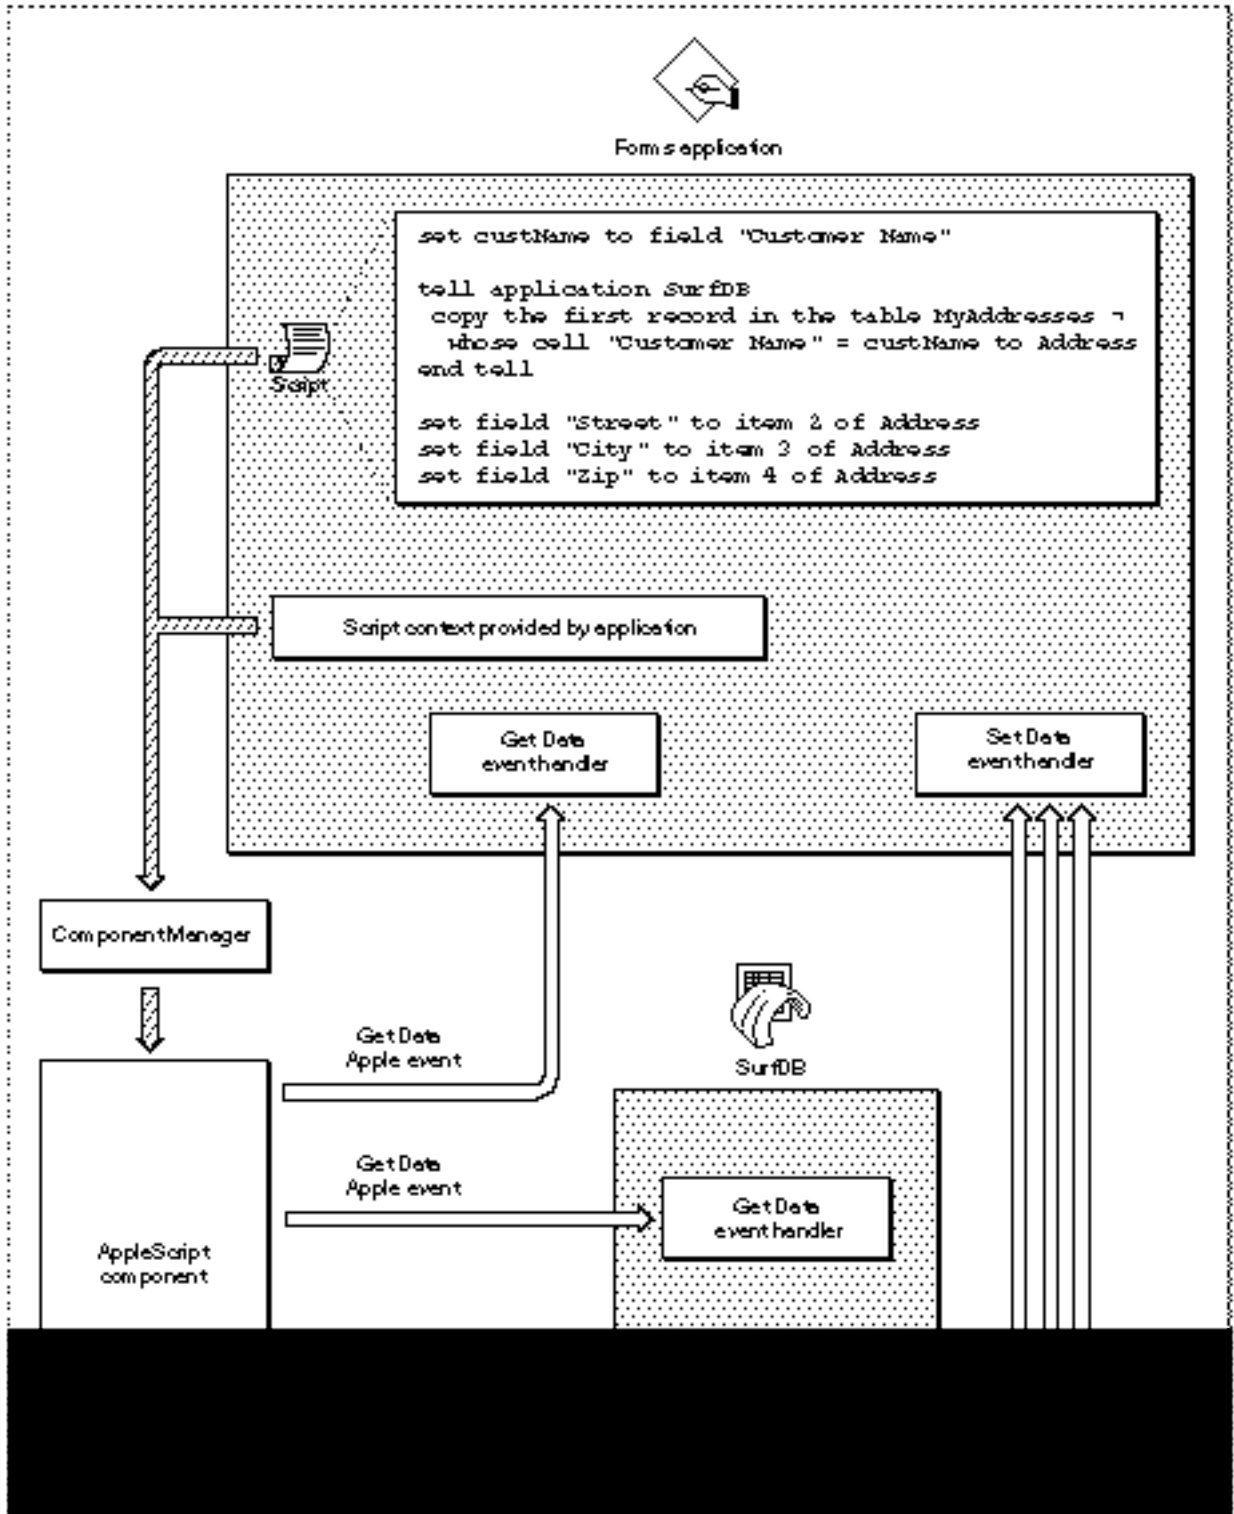 Forms application
set custName to field "Customer Name"
tell application SurfDB
copy the first record in the table MyAddresses ¬
whose cell "Customer Name" = custName to Address
end tell
set field "Street" to item 2 of Address
set field "City" to item 3 of Address
set field "Zip" to item 4 of Address
Script
Script context provided by application
Get Data
event handler
Set Data
event handler
Component Manager
Get Data
Apple event
SurfDB
Get Data
Apple event
Get Data
event handler
AppleScript
component